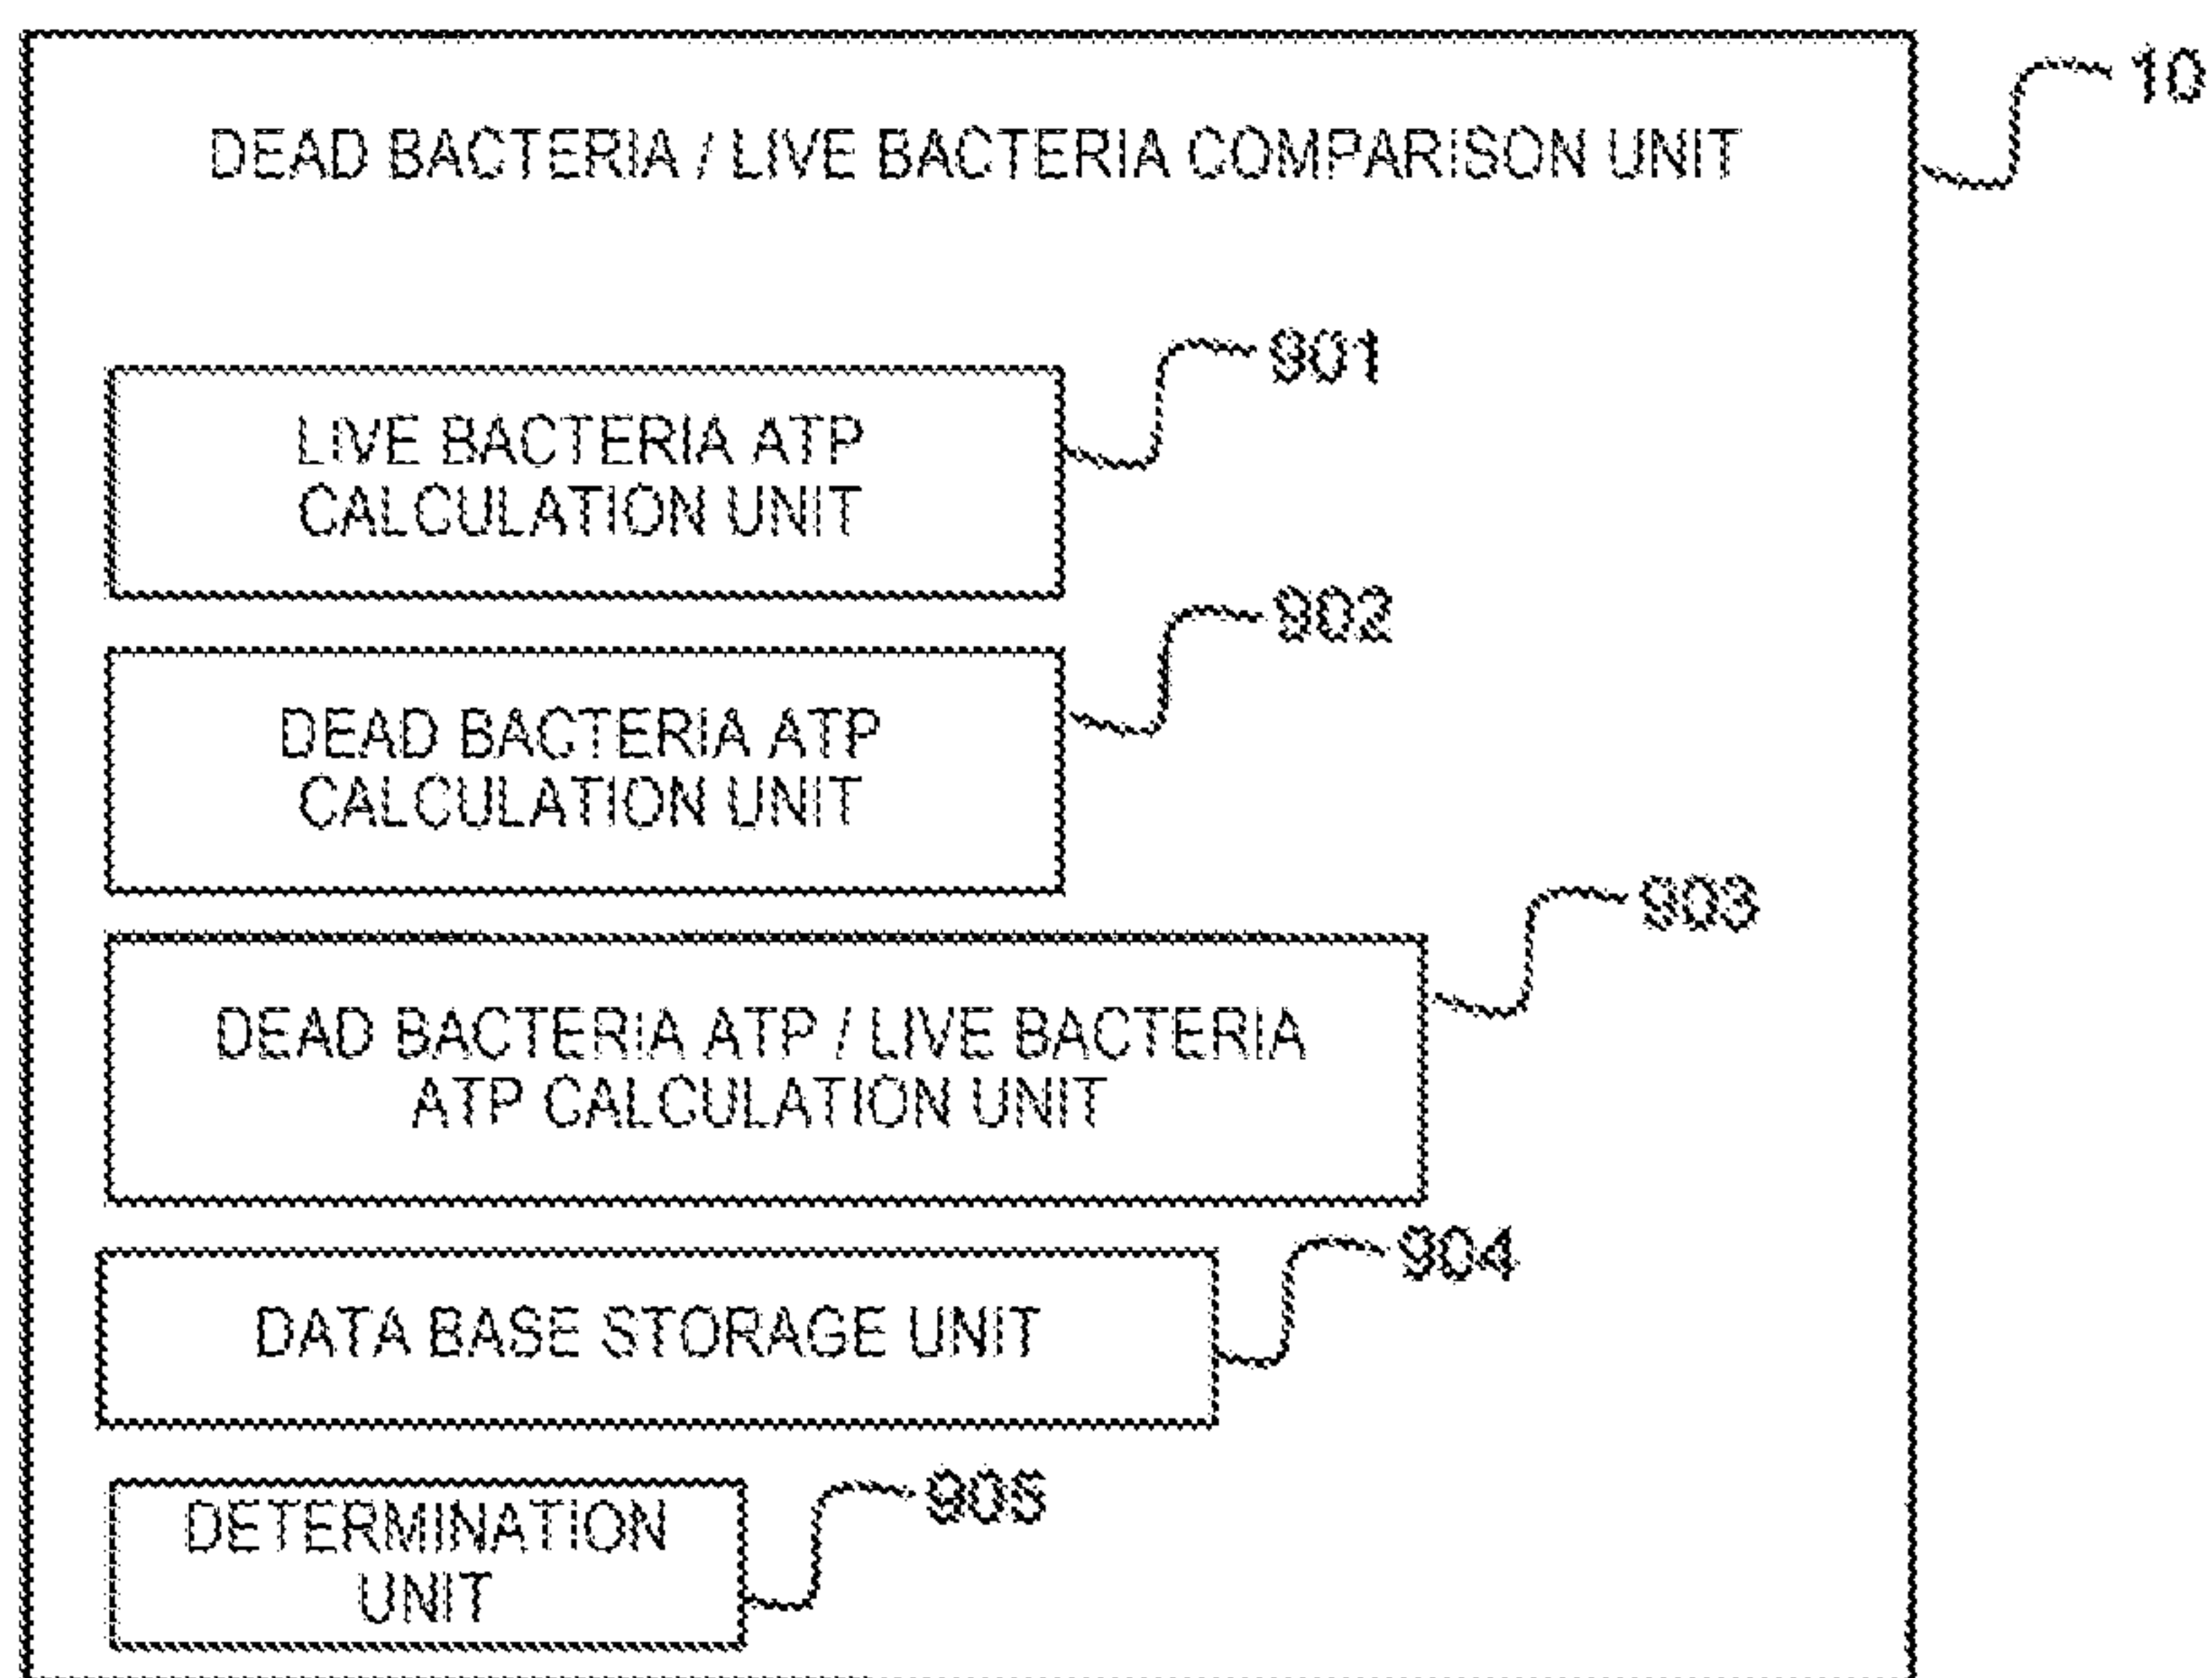 10
DEAD BACTERIA / LIVE BACTERIA COMPARISON UNIT
901
LIVE BACTERIA ATP
CALCULATION UNIT
902
DEAD BACTERIA ATP
CALCULATION UNIT
903
DEAD BACTERIA ATP / LIVE BACTERIA
ATP CALCULATION UNIT
904
DATA BASE STORAGE UNIT
905
DETERMINATION
UNIT